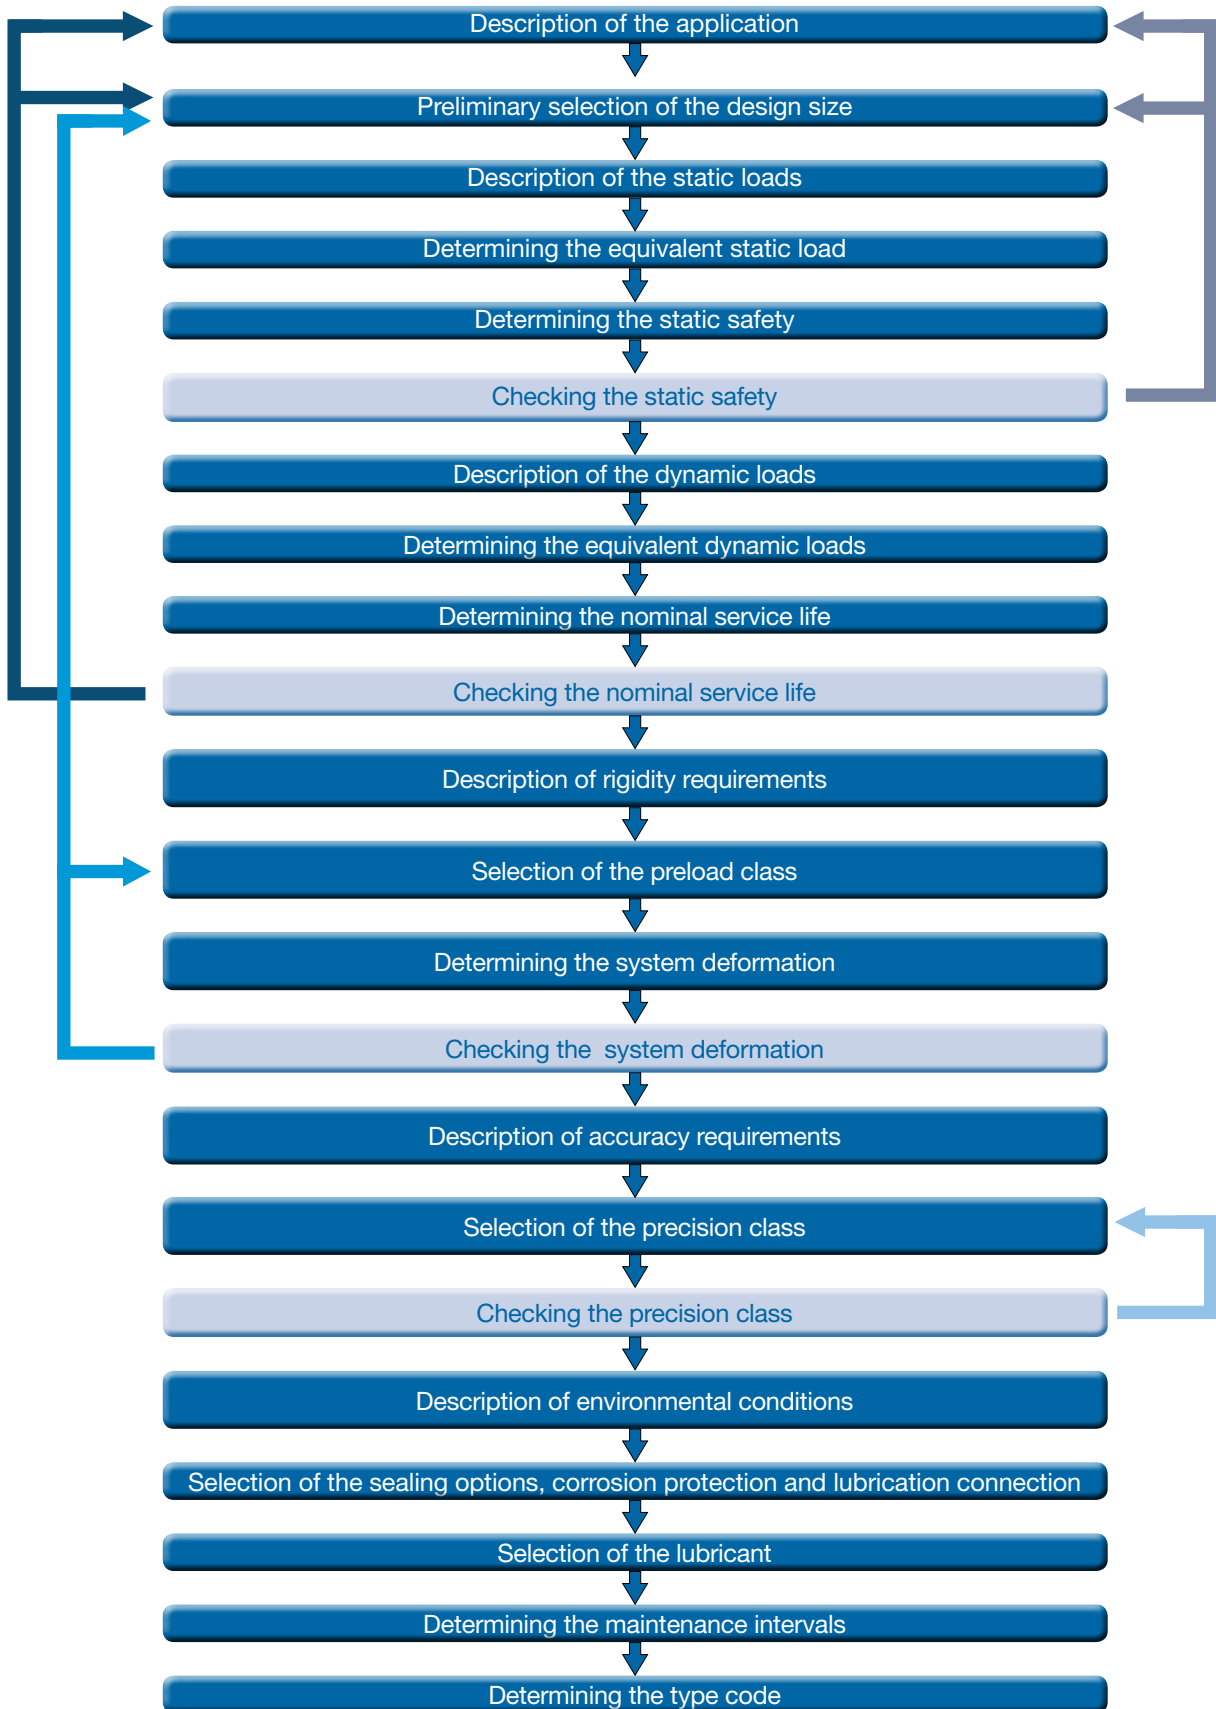 Description of the application
Preliminary selection of the design size
Description of the static loads
Determining the equivalent static load
Determining the static safety
Checking the static safety
Description of the dynamic loads
Determining the equivalent dynamic loads
Determining the nominal service life
Checking the nominal service life
Description of rigidity requirements
Selection of the preload class
Determining the system deformation
Checking the  system deformation
Description of accuracy requirements
Selection of the precision class
Checking the precision class
Description of environmental conditions
Selection of the sealing options, corrosion protection and lubrication connection
Selection of the lubricant
Determining the maintenance intervals
Determining the type code